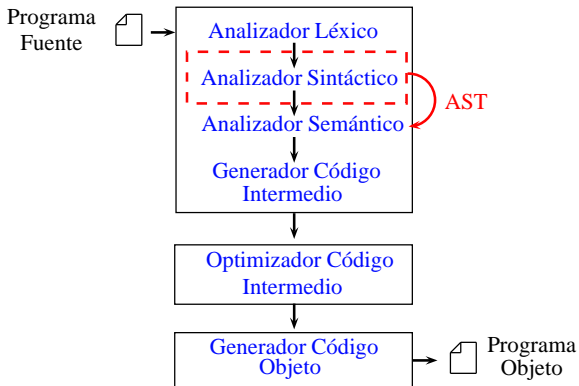 Programa
Fuente
Analizador Léxico
Analizador Sintáctico
AST
Analizador Semántico
Generador Código
Intermedio
Optimizador Código
Intermedio
Generador Código
Objeto
Programa
Objeto